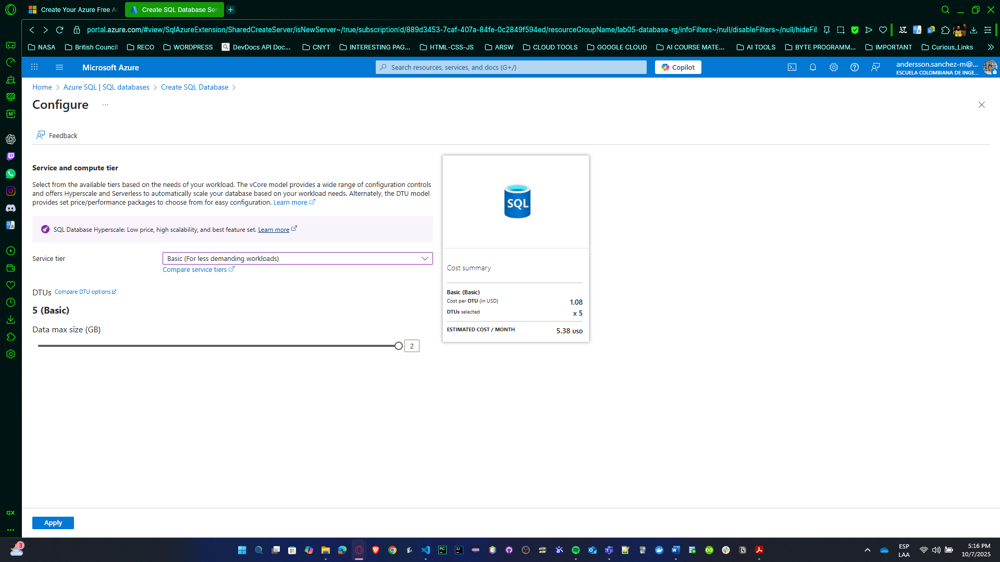 Create Your Azure Free Ac
Create SQL Database Ser
portal.azure.com/#view/SqlAzureExtension/SharedCreateServer/isNewServer~/true/subscriptionId/889d3453-7caf-407a-84fe-0c2849f594ed/resourceGroupName/lab05-database-rg/infoFilters~/null/disableFilters~/null/hideFil
NASA
British Council
RECO
WORDPRESS
DevDocs API Doc...
CNYT
INTERESTING PAG...
HTML-CSS-JS
ARSW
CLOUD TOOLS
GOOGLE CLOUD
AI COURSE MATE...
AI TOOLS
BYTE PROGRAMM...
IMPORTANT
Curious_Links
Microsoft Azure
Search resources, services, and docs (G+/)
Copilot
andersson.sanchez-m@...
ESCUELA COLOMBIANA DE INGE...
Home > Azure SQL | SQL databases > Create SQL Database >
Configure ...
Feedback
Service and compute tier
Select from the available tiers based on the needs of your workload. The vCore model provides a wide range of configuration controls
and offers Hyperscale and Serverless to automatically scale your database based on your workload needs. Alternately, the DTU model
provides set price/performance packages to choose from for easy configuration. Learn more
SQL Database Hyperscale: Low price, high scalability, and best feature set. Learn more
Service tier
Basic (For less demanding workloads)
Compare service tiers
DTUs Compare DTU options
5 (Basic)
Data max size (GB)
2
SQL
Cost summary
Basic (Basic)
Cost per DTU (in USD) 1.08
DTUs selected x 5
ESTIMATED COST / MONTH 5.38 USD
Apply
GX
3
ESP
LAA
5:16 PM
10/7/2025